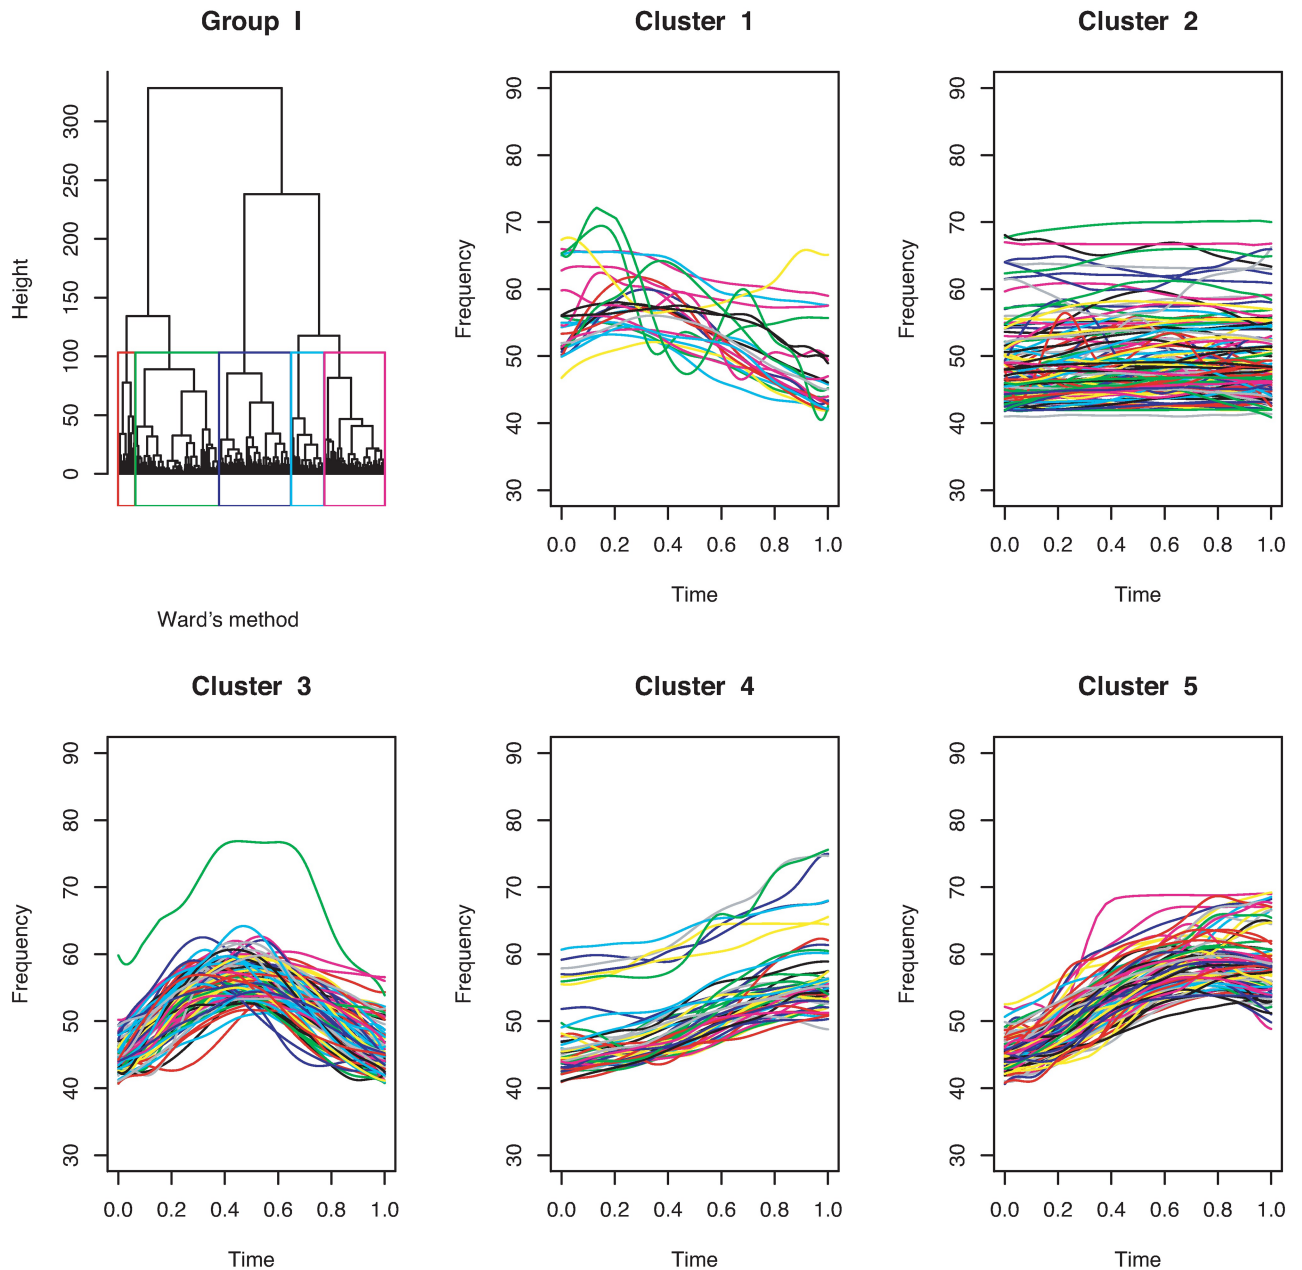 Group I
Cluster 1
Cluster 2
Height
0 50 100 150 200 250 300
Ward's method
Frequency
30 40 50 60 70 80 90
0.0 0.2 0.4 0.6 0.8 1.0
Time
Frequency
30 40 50 60 70 80 90
0.0 0.2 0.4 0.6 0.8 1.0
Time
Cluster 3
Cluster 4
Cluster 5
Frequency
30 40 50 60 70 80 90
0.0 0.2 0.4 0.6 0.8 1.0
Time
Frequency
30 40 50 60 70 80 90
0.0 0.2 0.4 0.6 0.8 1.0
Time
Frequency
30 40 50 60 70 80 90
0.0 0.2 0.4 0.6 0.8 1.0
Time